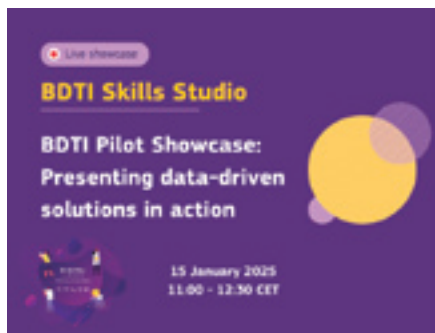 Live showcase
BDTI Skills Studio
BDTI Pilot Showcase:
Presenting data-driven
solutions in action
15 January 2025
11:00 - 12:30 CET